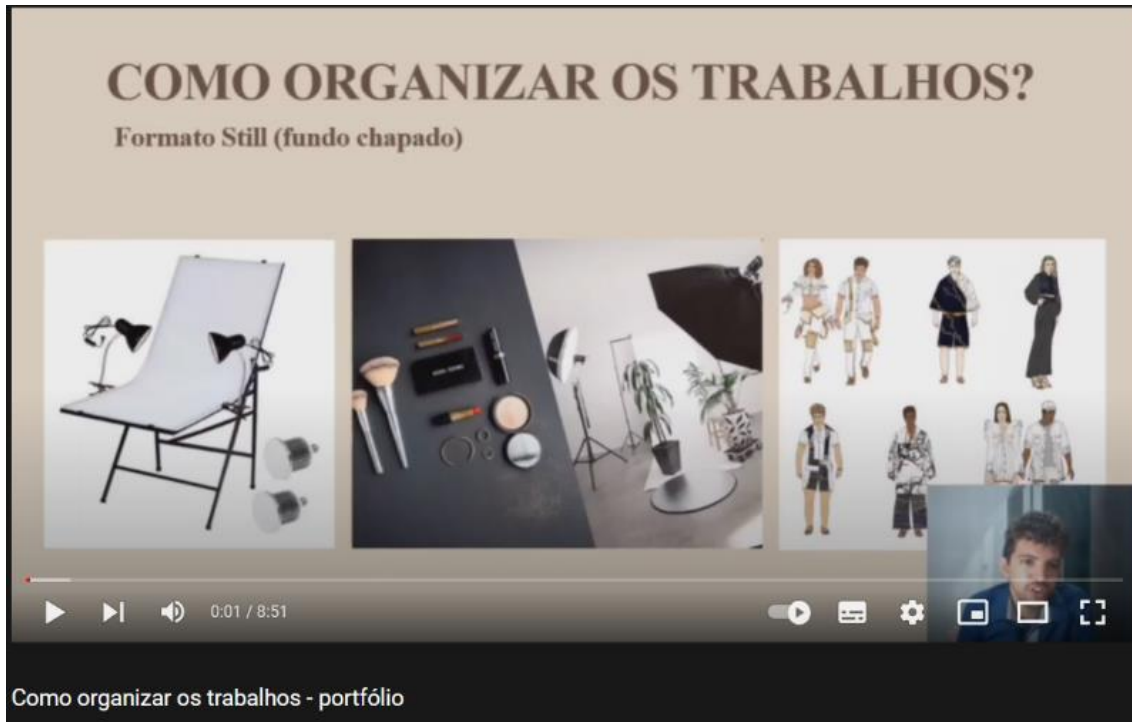 COMO ORGANIZAR OS TRABALHOS?
Formato Still (fundo chapado)
0:01 / 8:51
Como organizar os trabalhos - portfólio